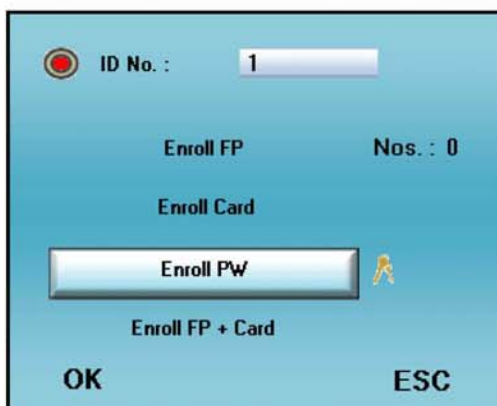 ID No. : 1
Enroll FP Nos. : 0
Enroll Card
Enroll PW
Enroll FP + Card
OK ESC